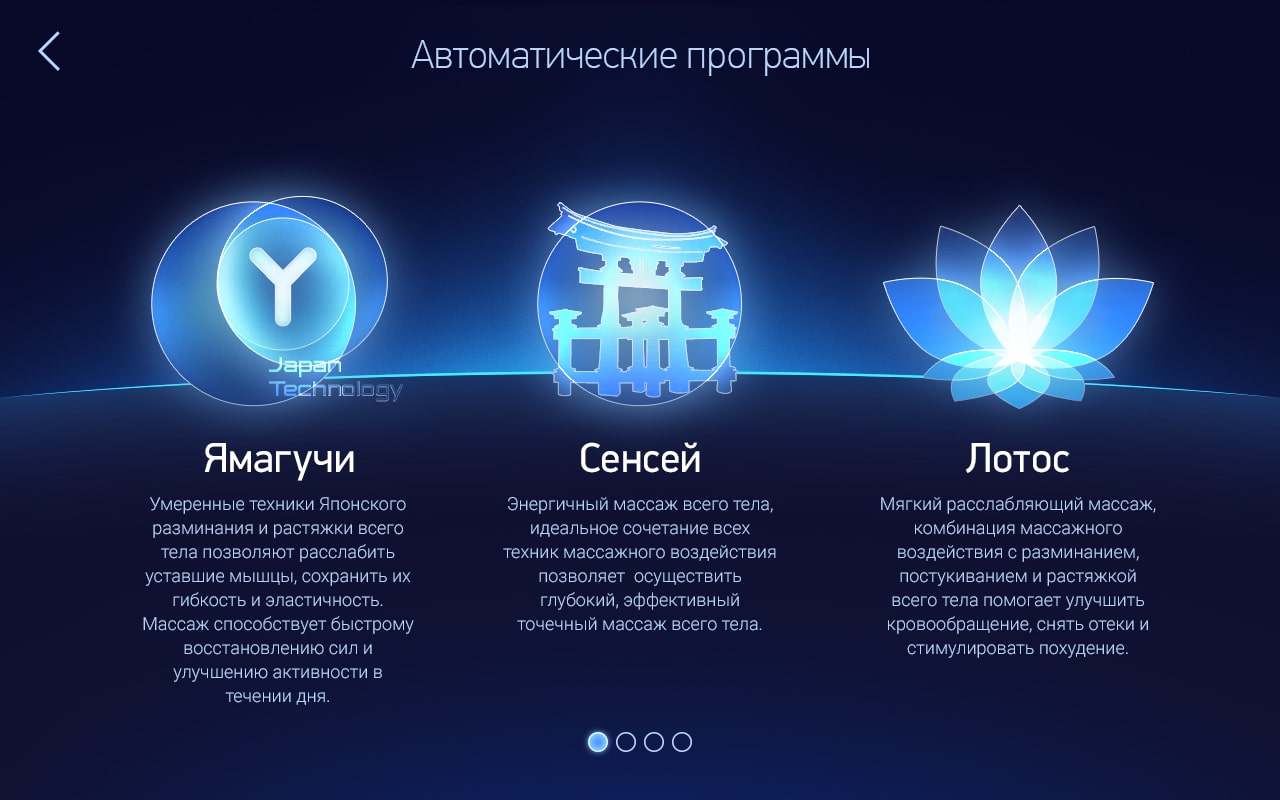 Автоматические программы
Y
Japan
Technology
Ямагучи
Умеренные техники Японского
разминания и растяжки всего
тела позволяют расслабить
уставшие мышцы, сохранить их
гибкость и эластичность.
Массаж способствует быстрому
восстановлению сил и
улучшению активности в
течении дня.
Сенсей
Энергичный массаж всего тела,
идеальное сочетание всех
техник массажного воздействия
позволяет  осуществить
глубокий, эффективный
точечный массаж всего тела.
Лотос
Мягкий расслабляющий массаж,
комбинация массажного
воздействия с разминанием,
постукиванием и растяжкой
всего тела помогает улучшить
кровообращение, снять отеки и
стимулировать похудение.